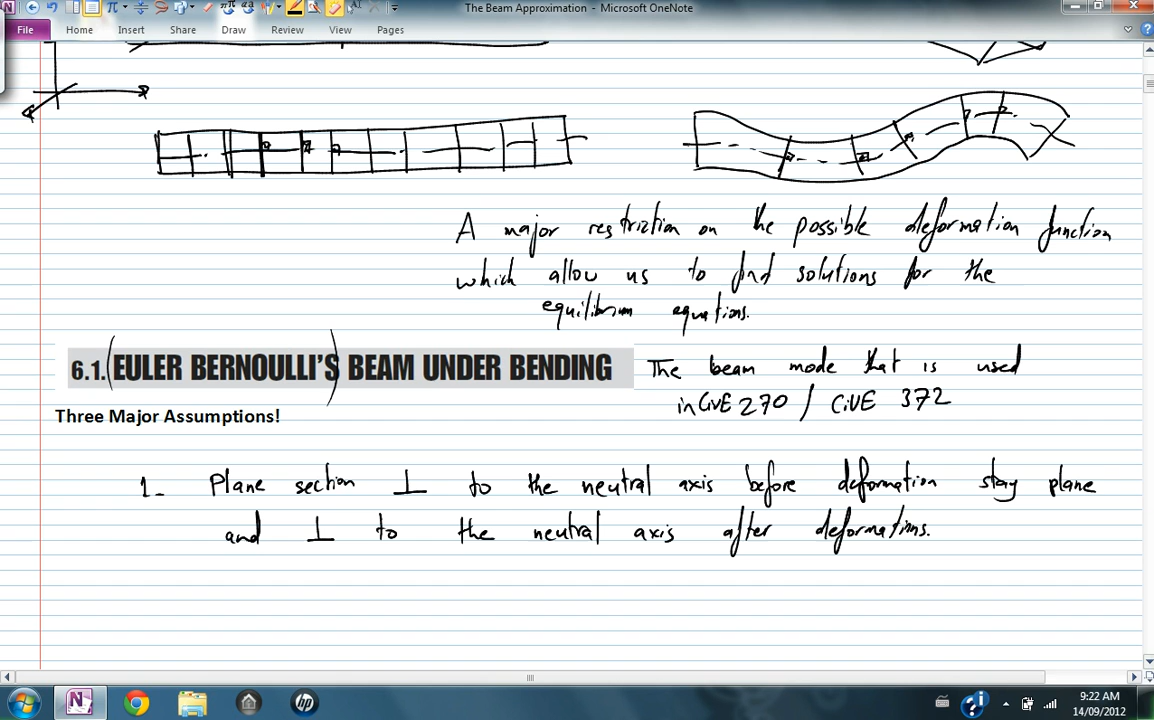 The Beam Approximation - Microsoft OneNote
File Home Insert Share Draw Review View Pages
A major restriction on the possible deformation function
which allow us to find solutions for the
equilibrium equations.
6.1. (EULER BERNOULLI'S) BEAM UNDER BENDING
The beam mode that is used
in CivE 270 / CiVE 372
Three Major Assumptions!
1- Plane section ⊥ to the neutral axis before deformation stay plane
and ⊥ to the neutral axis after deformations.
9:22 AM
14/09/2012